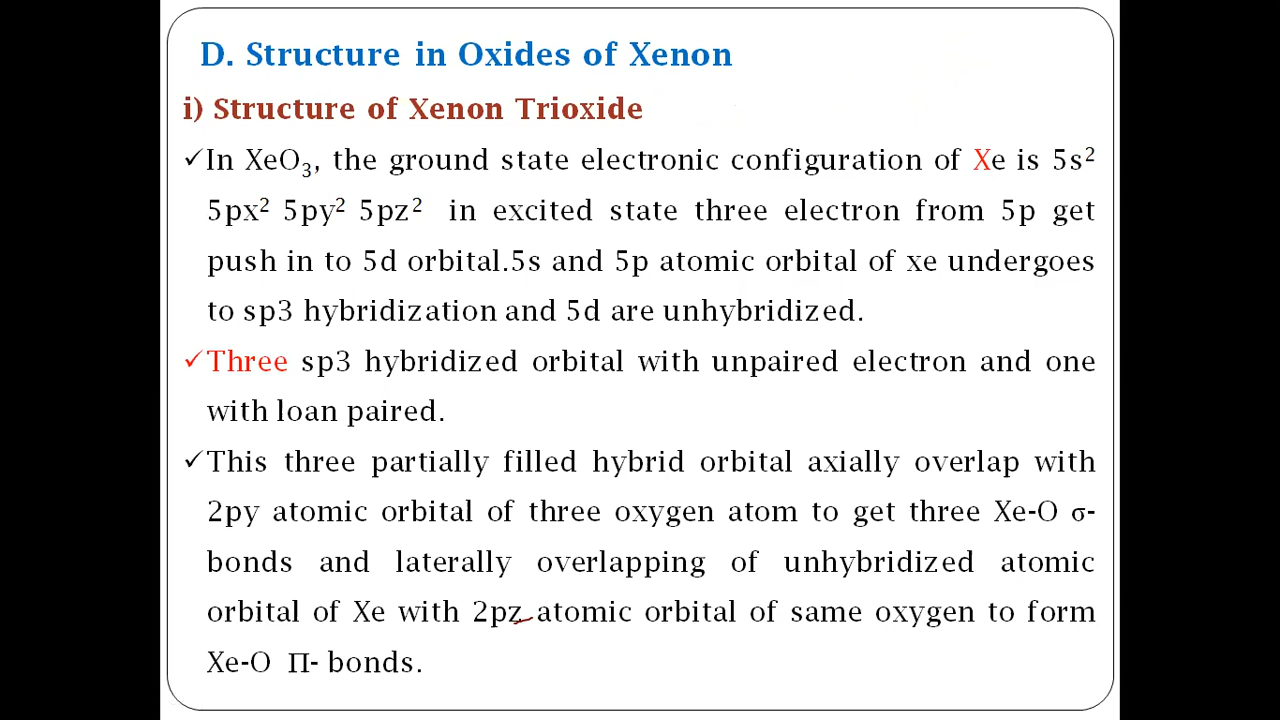 D. Structure in Oxides of Xenon
i) Structure of Xenon Trioxide
✓In XeO₃, the ground state electronic configuration of Xe is 5s²
5px² 5py² 5pz² in excited state three electron from 5p get
push in to 5d orbital.5s and 5p atomic orbital of xe undergoes
to sp3 hybridization and 5d are unhybridized.
✓Three sp3 hybridized orbital with unpaired electron and one
with loan paired.
✓This three partially filled hybrid orbital axially overlap with
2py atomic orbital of three oxygen atom to get three Xe-O σ-
bonds and laterally overlapping of unhybridized atomic
orbital of Xe with 2pz atomic orbital of same oxygen to form
Xe-O Π- bonds.